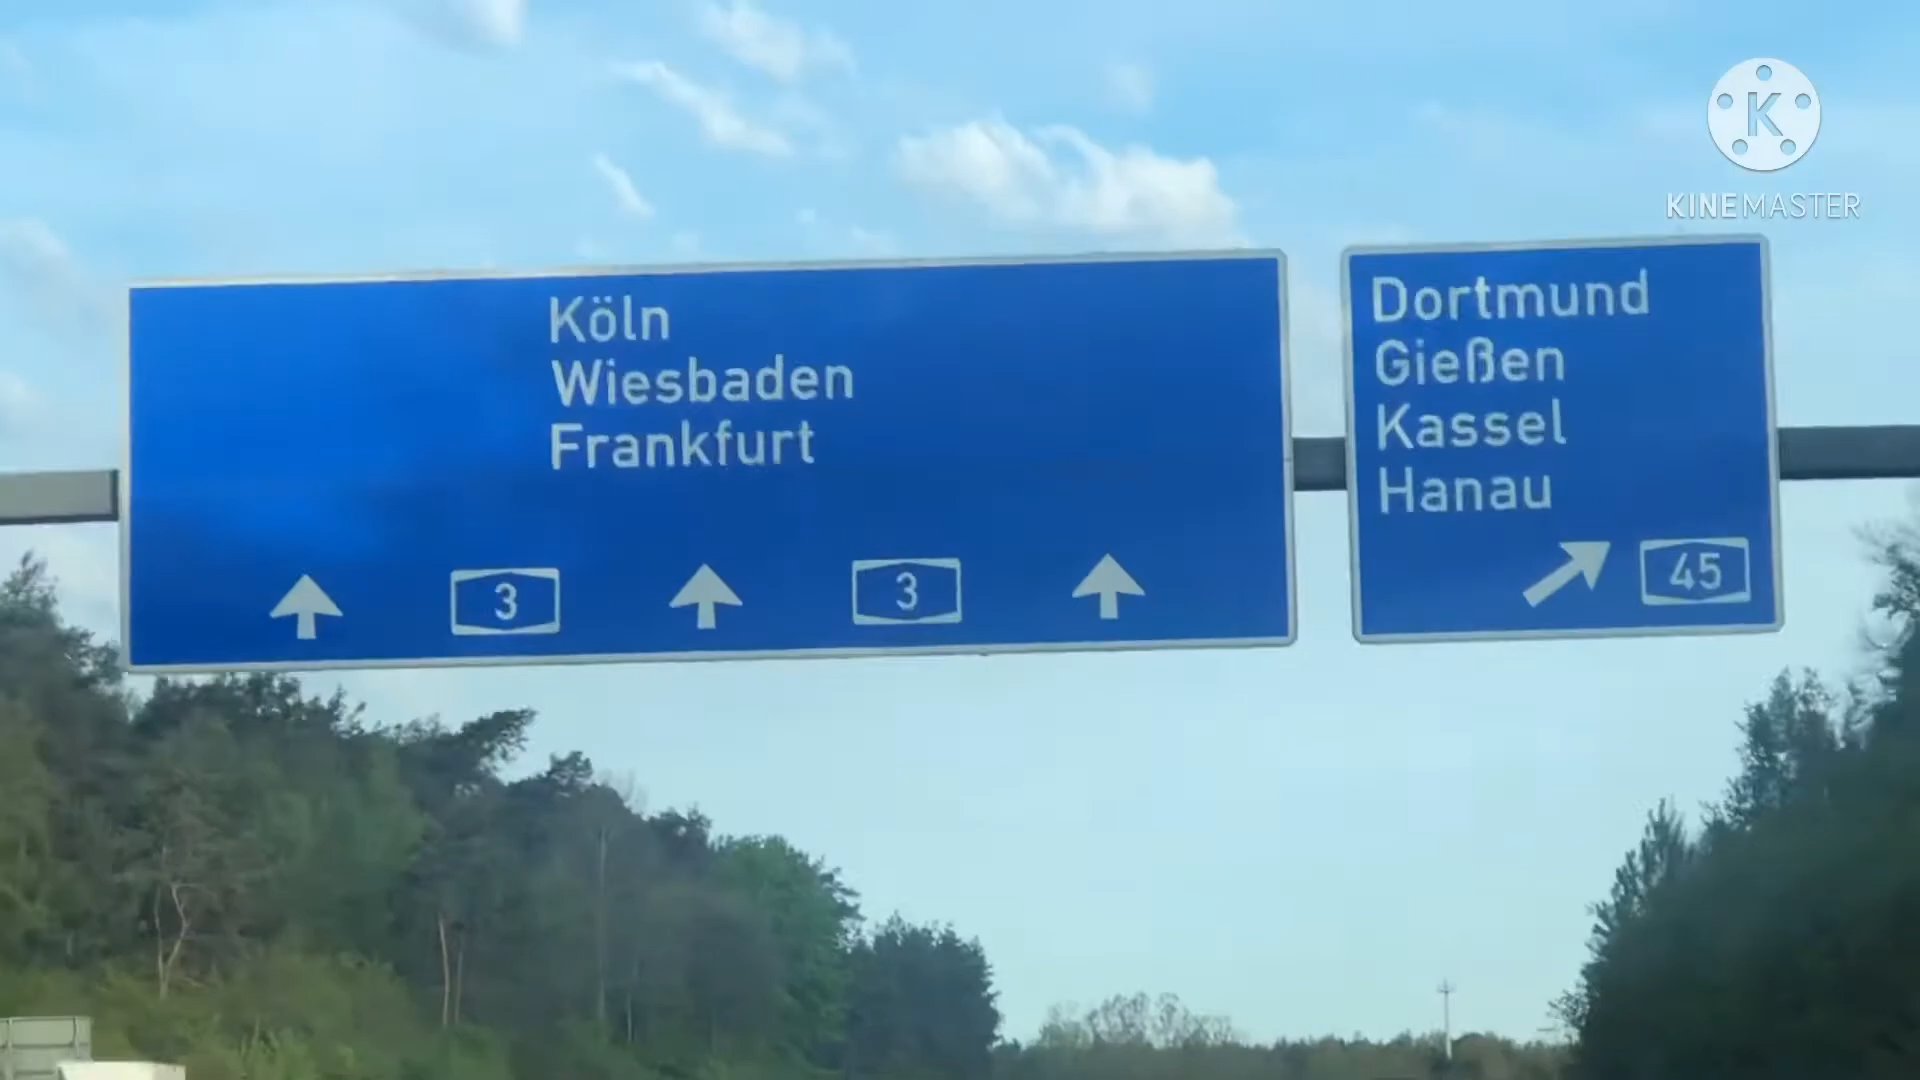 Köln
Wiesbaden
Frankfurt
3
3
Dortmund
Gießen
Kassel
Hanau
45
K
KINEMASTER